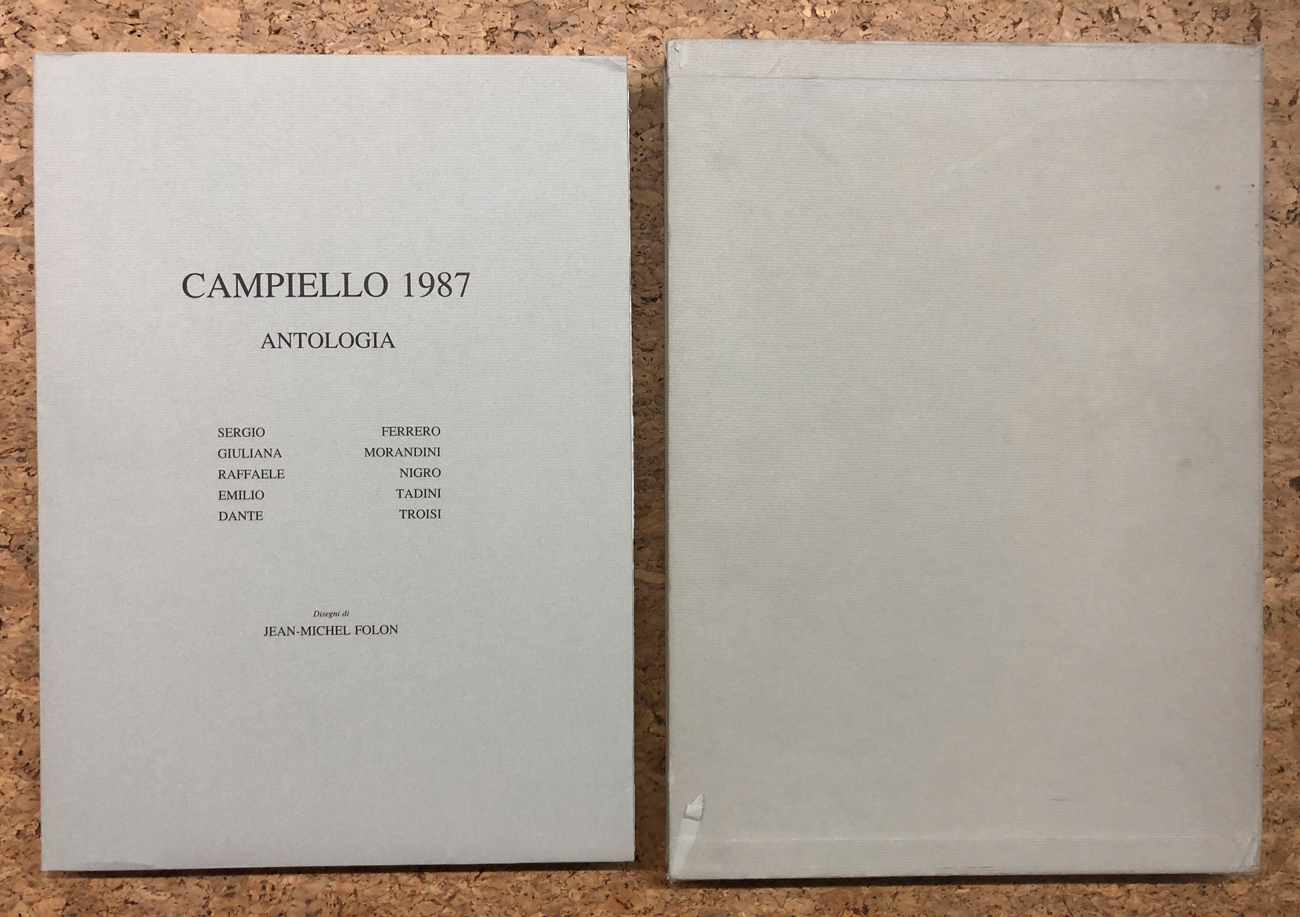 CAMPIELLO 1987
ANTOLOGIA
SERGIO FERRERO
GIULIANA MORANDINI
RAFFAELE NIGRO
EMILIO TADINI
DANTE TROISI
Disegni di
JEAN-MICHEL FOLON